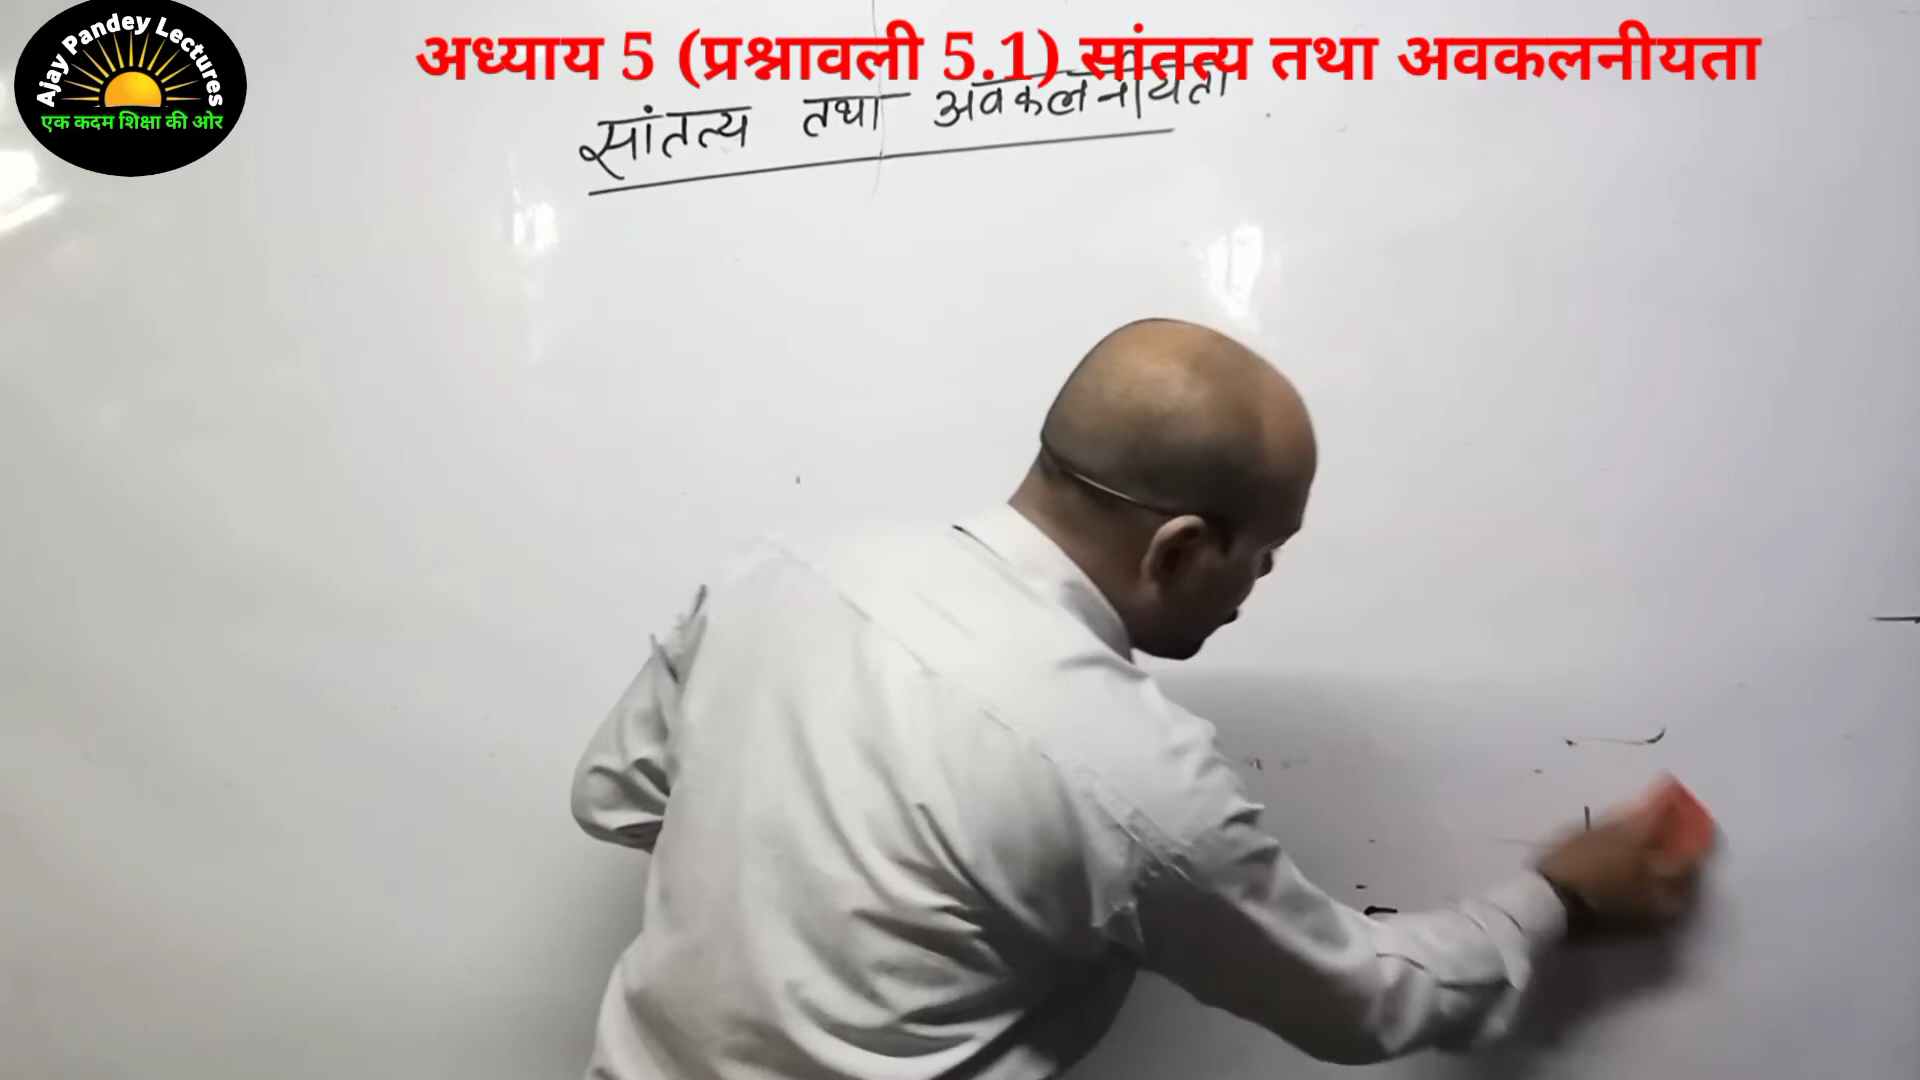 Ajay Pandey Lectures
एक कदम शिक्षा की ओर
अध्याय 5 (प्रश्नावली 5.1) सांतत्य तथा अवकलनीयता
सांतत्य तथा अवकलनीयता